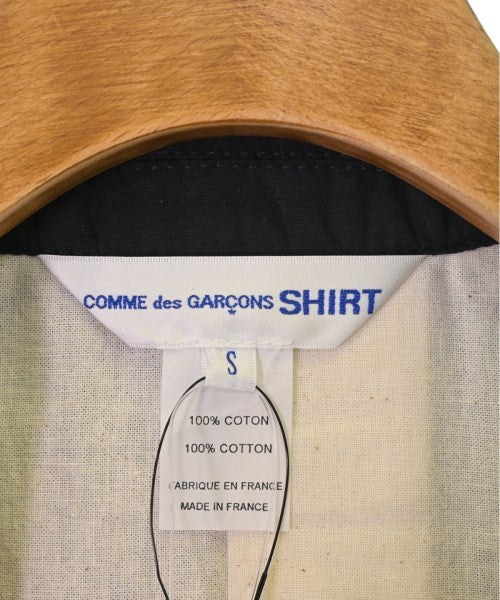 COMME des GARÇONS SHIRT
S
100% COTON
100% COTTON
FABRIQUE EN FRANCE
MADE IN FRANCE